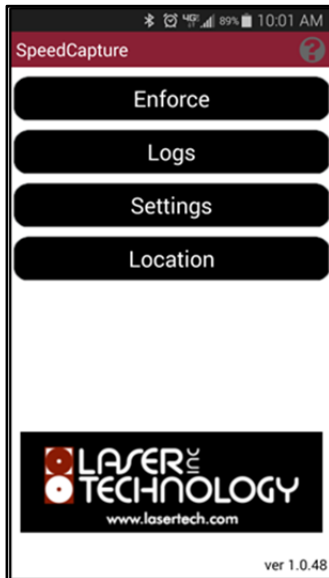 4G 89% 10:01 AM
SpeedCapture ?
Enforce
Logs
Settings
Location
LASER INC
TECHNOLOGY
www.lasertech.com
ver 1.0.48